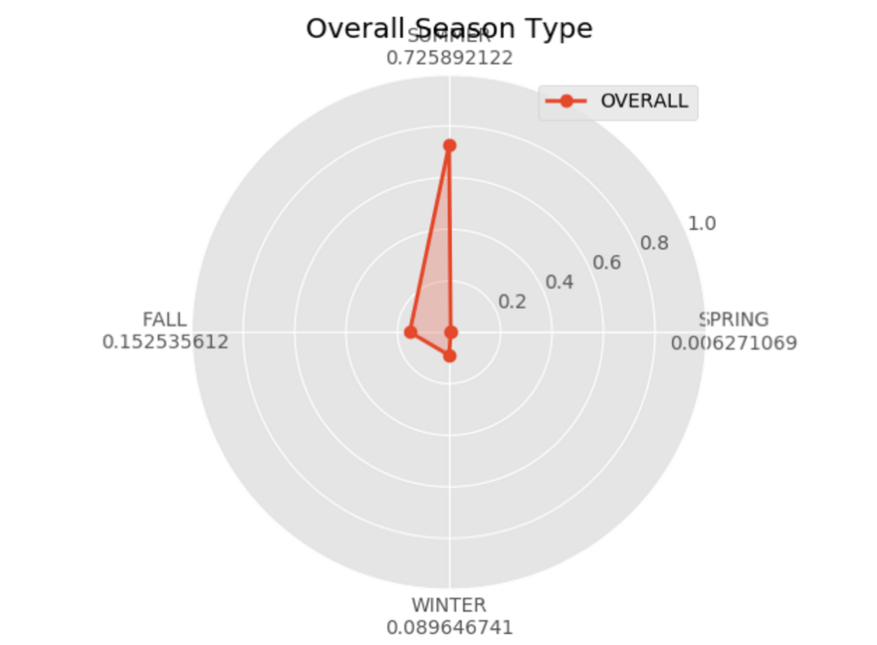 Overall Season Type
SUMMER
0.725892122
OVERALL
1.0
0.8
0.6
0.4
0.2
FALL
0.152535612
SPRING
0.006271069
WINTER
0.089646741